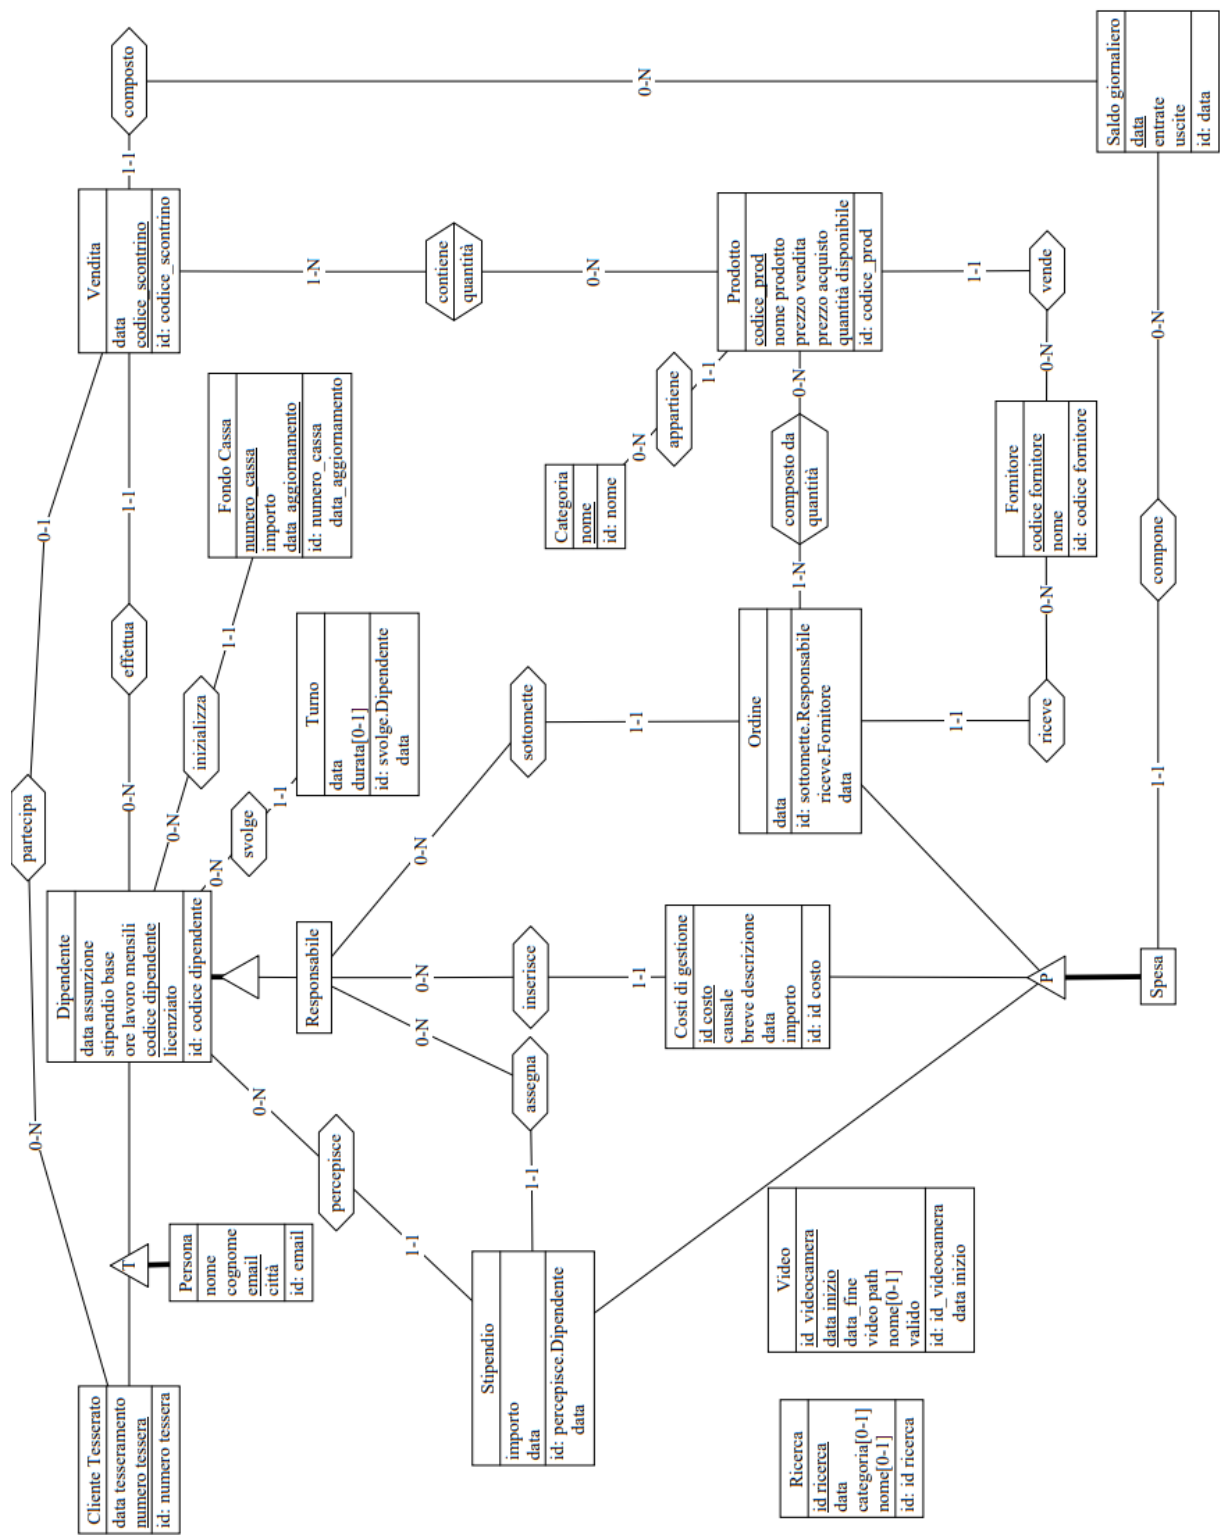 partecipa
0-N
0-1
Cliente Tesserato
data tesseramento
numero tessera
id: numero tessera
T
Persona
nome
cognome
email
città
id: email
Dipendente
data assunzione
stipendio base
ore lavoro mensili
codice dipendente
licenziato
id: codice dipendente
0-N
effettua
1-1
Vendita
data
codice_scontrino
id: codice_scontrino
1-1
composto
0-N
0-N
inizializza
1-1
Fondo Cassa
numero_cassa
importo
data_aggiornamento
id: numero_cassa
data_aggiornamento
0-N
svolge
1-1
Turno
data
durata[0-1]
id: svolge.Dipendente
data
0-N
percepisce
1-1
Responsabile
0-N
assegna
1-1
0-N
inserisce
1-1
0-N
sottomette
1-1
1-N
contiene
quantità
0-N
Stipendio
importo
data
id: percepisce.Dipendente
data
Costi di gestione
id costo
causale
breve descrizione
data
importo
id: id costo
Categoria
nome
id: nome
0-N
appartiene
1-1
Prodotto
codice_prod
nome prodotto
prezzo vendita
prezzo acquisto
quantità disponibile
id: codice_prod
Ordine
data
id: sottomette.Responsabile
riceve.Fornitore
data
1-N
composto da
quantità
0-N
1-1
riceve
0-N
Fornitore
codice fornitore
nome
id: codice fornitore
0-N
vende
1-1
Ricerca
id ricerca
data
categoria[0-1]
nome[0-1]
id: id ricerca
Video
id_videocamera
data inizio
data_fine
video path
nome[0-1]
valido
id: id_videocamera
data inizio
P
Spesa
1-1
compone
0-N
Saldo giornaliero
data
entrate
uscite
id: data